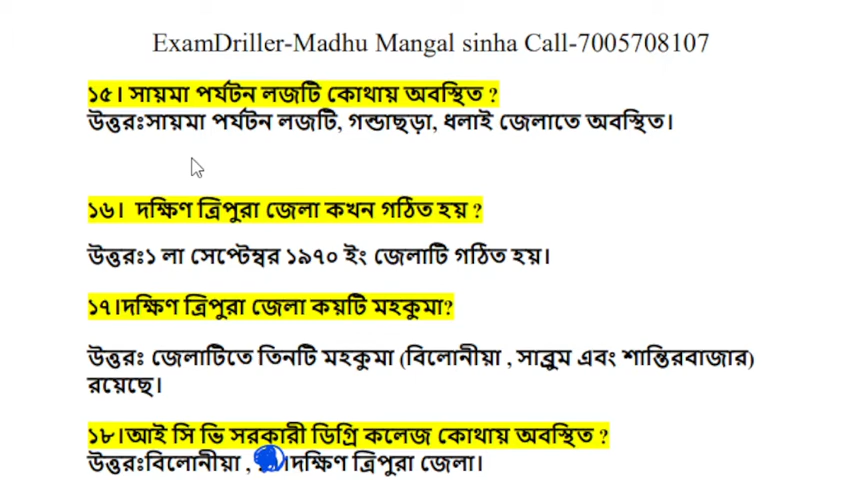 ExamDriller-Madhu Mangal sinha Call-7005708107
১৫। সায়মা পর্যটন লজটি কোথায় অবস্থিত ?
উত্তরঃসায়মা পর্যটন লজটি, গন্ডাছড়া, ধলাই জেলাতে অবস্থিত।
১৬। দক্ষিণ ত্রিপুরা জেলা কখন গঠিত হয় ?
উত্তরঃ১ লা সেপ্টেম্বর ১৯৭০ ইং জেলাটি গঠিত হয়।
১৭।দক্ষিণ ত্রিপুরা জেলা কয়টি মহকুমা?
উত্তরঃ জেলাটিতে তিনটি মহকুমা (বিলোনীয়া , সাব্রুম এবং শান্তিরবাজার)
রয়েছে।
১৮।আই সি ভি সরকারী ডিগ্রি কলেজ কোথায় অবস্থিত ?
উত্তরঃবিলোনীয়া , ।দক্ষিণ ত্রিপুরা জেলা।